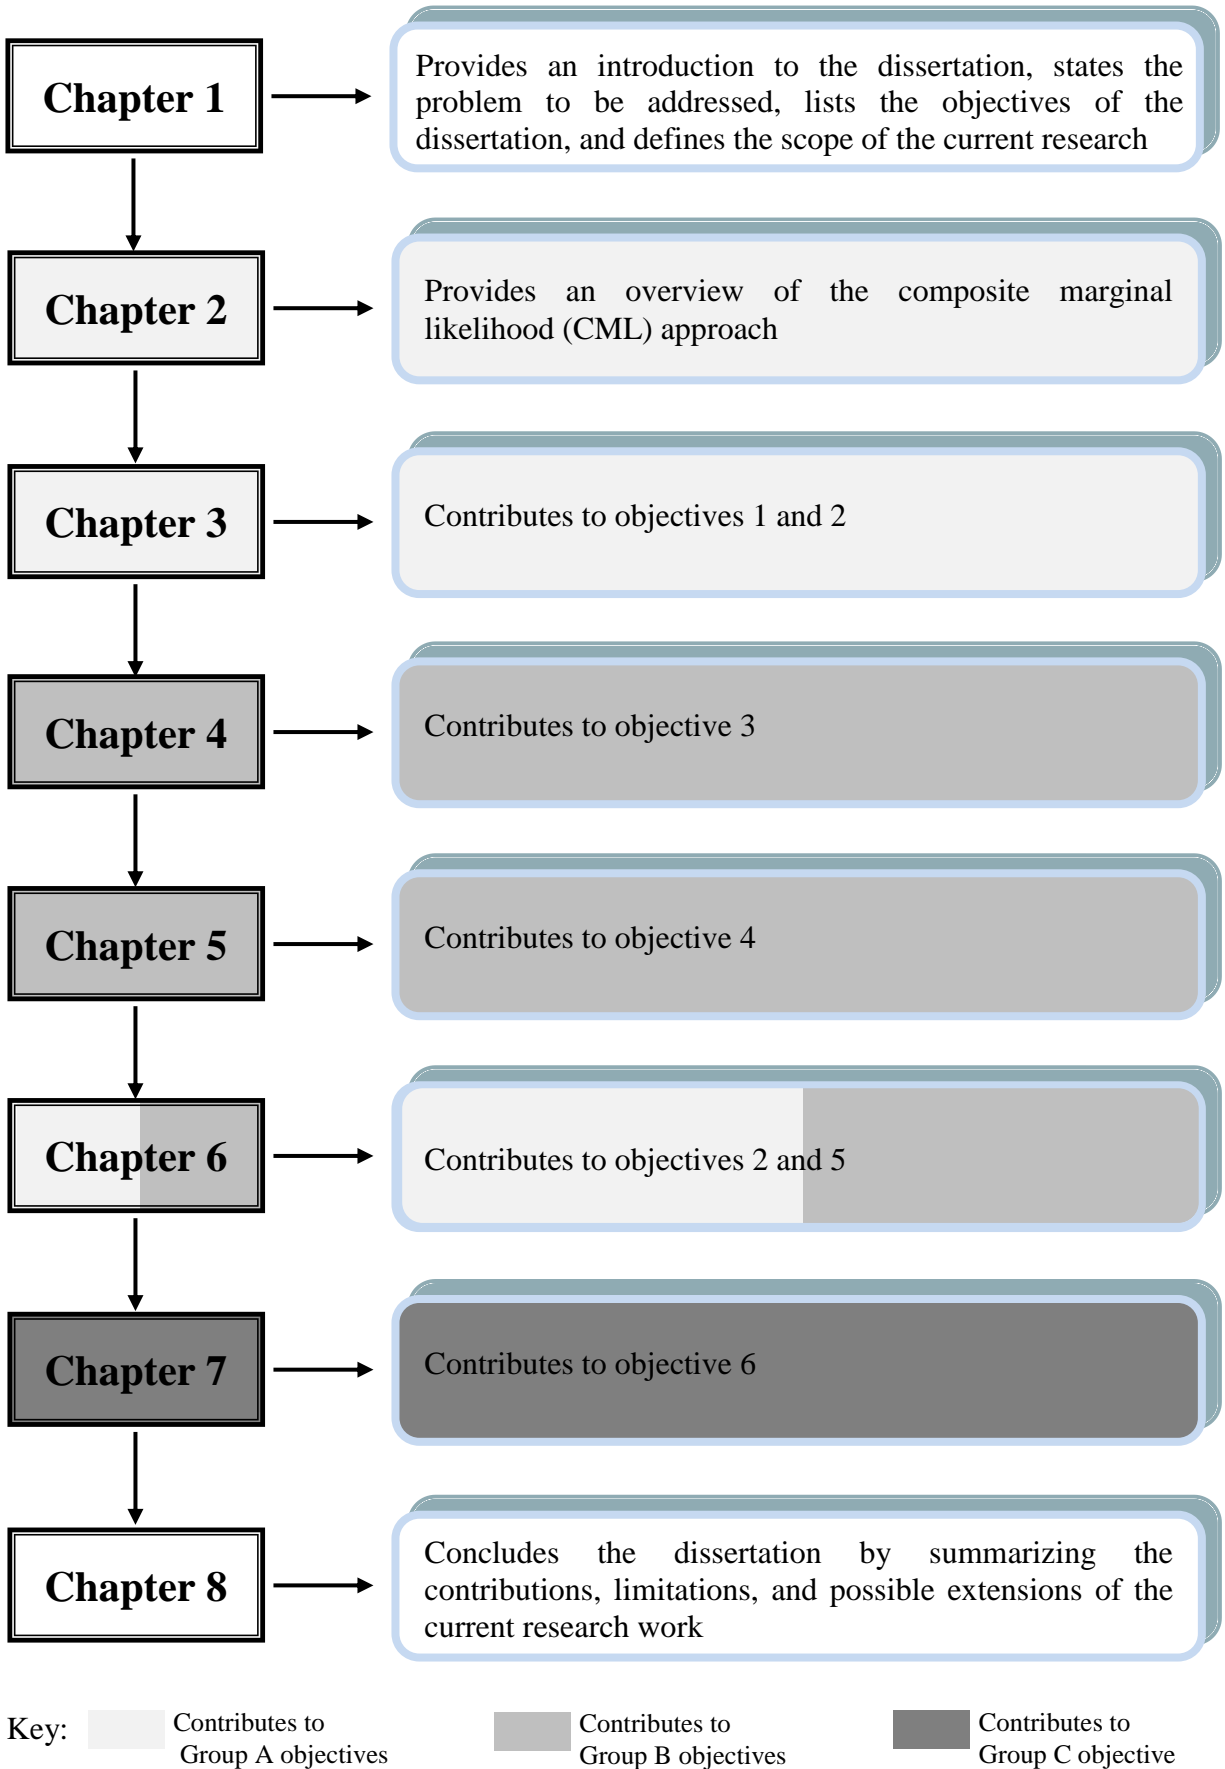 Chapter 1
Provides an introduction to the dissertation, states the
problem to be addressed, lists the objectives of the
dissertation, and defines the scope of the current research
Chapter 2
Provides an overview of the composite marginal
likelihood (CML) approach
Chapter 3
Contributes to objectives 1 and 2
Chapter 4
Contributes to objective 3
Chapter 5
Contributes to objective 4
Chapter 6
Contributes to objectives 2 and 5
Chapter 7
Contributes to objective 6
Chapter 8
Concludes the dissertation by summarizing the
contributions, limitations, and possible extensions of the
current research work
Key:
Contributes to
Group A objectives
Contributes to
Group B objectives
Contributes to
Group C objective